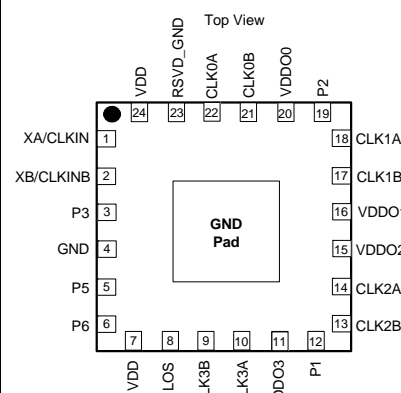 Top View
VDD
RSVD_GND
CLK0A
CLK0B
VDDO0
P2
24
23
22
21
20
19
XA/CLKIN 1
18 CLK1A
XB/CLKINB 2
17 CLK1B
P3 3
16
GND
Pad
GND 4
15 VDDO2
P5 5
14 CLK2A
P6 6
13 CLK2B
7
8
9
10
11
12
VDD
LOS
P1